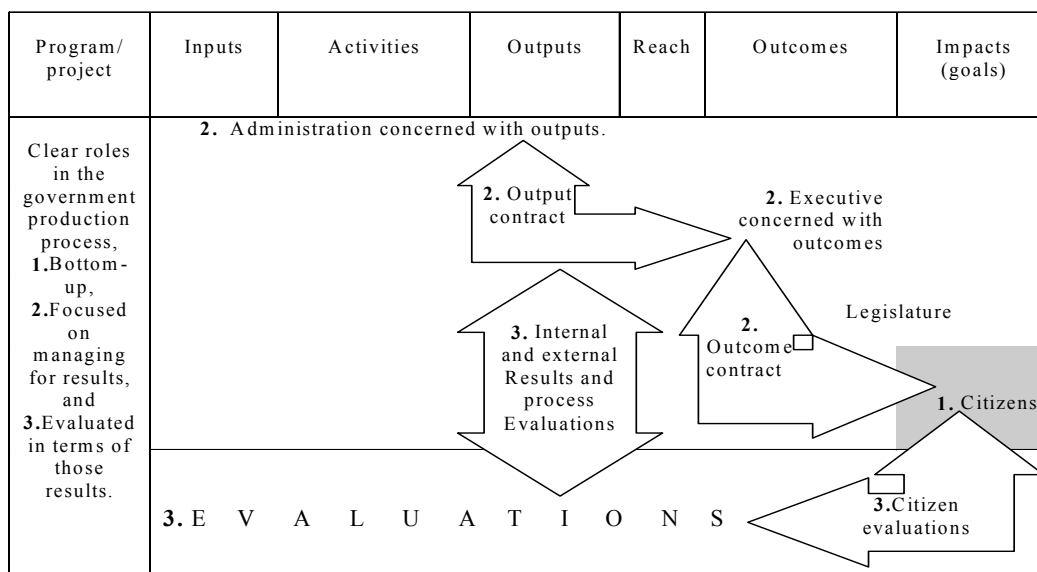 Program/
project
Inputs
Activities
Outputs
Reach
Outcomes
Impacts
(goals)
Clear roles
in the
government
production
process,
1.Bottom-
up,
2.Focused
on
managing
for results,
and
3.Evaluated
in terms of
those
results.
2. Administration concerned with outputs.
2. Output
contract
2. Executive
concerned with
outcomes
3. Internal
and external
Results and
process
Evaluations
2.
Outcome
contract
Legislature
1. Citizens
3.Citizen
evaluations
3. E V A L U A T I O N S